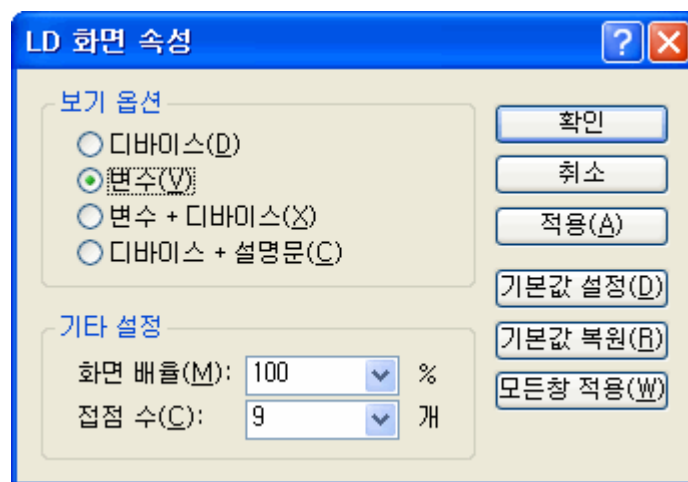 LD 화면 속성
보기 옵션
디바이스(D)
변수(V)
변수 + 디바이스(X)
디바이스 + 설명문(C)
기타 설정
화면 배율(M): 100 %
접점 수(C): 9 개
확인
취소
적용(A)
기본값 설정(D)
기본값 복원(R)
모든창 적용(W)